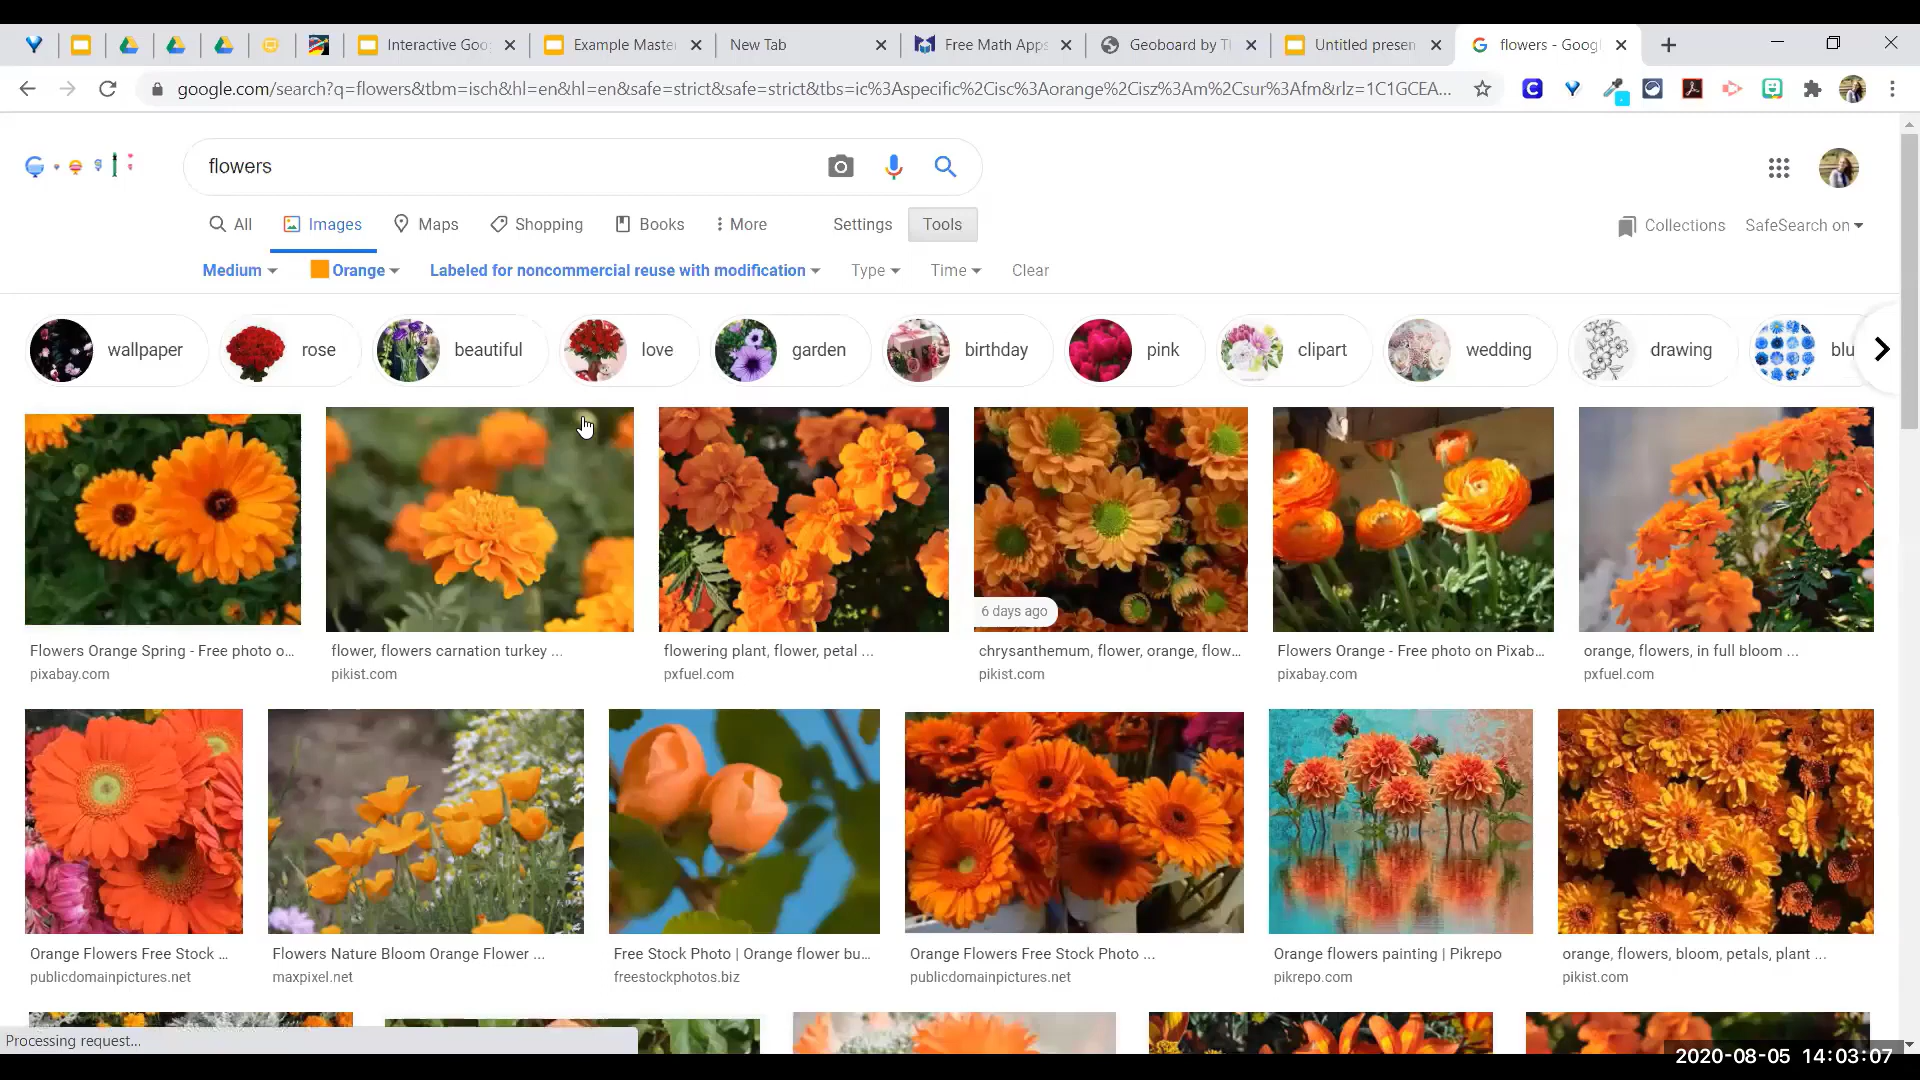 Interactive Goo
Example Master
New Tab
Free Math Apps
Geoboard by T
Untitled presen
flowers - Googl
google.com/search?q=flowers&tbm=isch&hl=en&hl=en&safe=strict&safe=strict&tbs=ic%3Aspecific%2Cisc%3Aorange%2Cisz%3Am%2Csur%3Afm&rlz=1C1GCEA...
flowers
All
Images
Maps
Shopping
Books
More
Settings
Tools
Collections
SafeSearch on
Medium
Orange
Labeled for noncommercial reuse with modification
Type
Time
Clear
wallpaper
rose
beautiful
love
garden
birthday
pink
clipart
wedding
drawing
blu
6 days ago
Flowers Orange Spring - Free photo o...
pixabay.com
flower, flowers carnation turkey ...
pikist.com
flowering plant, flower, petal ...
pxfuel.com
chrysanthemum, flower, orange, flow...
pikist.com
Flowers Orange - Free photo on Pixab...
pixabay.com
orange, flowers, in full bloom ...
pxfuel.com
Orange Flowers Free Stock ...
publicdomainpictures.net
Flowers Nature Bloom Orange Flower ...
maxpixel.net
Free Stock Photo | Orange flower bu...
freestockphotos.biz
Orange Flowers Free Stock Photo ...
publicdomainpictures.net
Orange flowers painting | Pikrepo
pikrepo.com
orange, flowers, bloom, petals, plant ...
pikist.com
Processing request...
2020-08-05 14:03:07